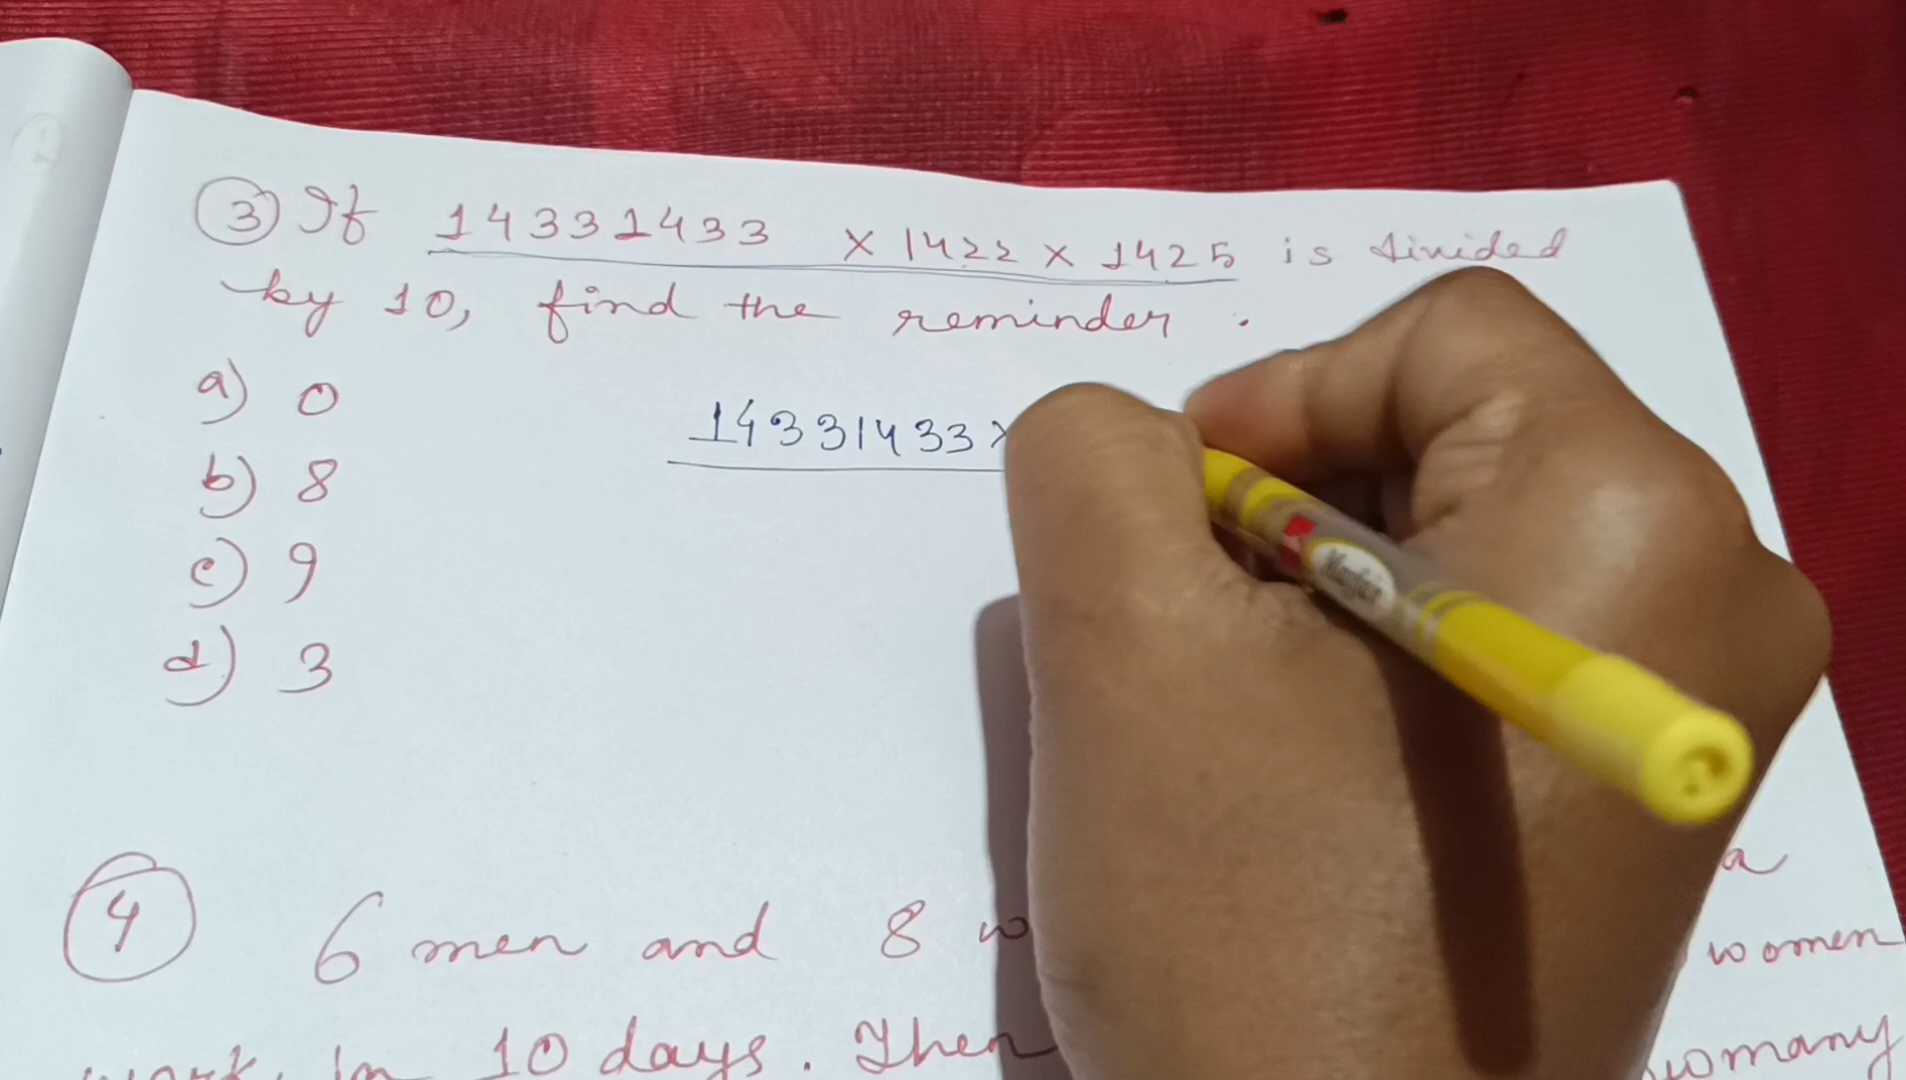 ③ If 14331433 × 1422 × 1425 is divided
by 10, find the reminder.
a) 0
14331433 ×
b) 8
c) 9
d) 3
a
④ 6 men and 8
women
in 10 days. Then